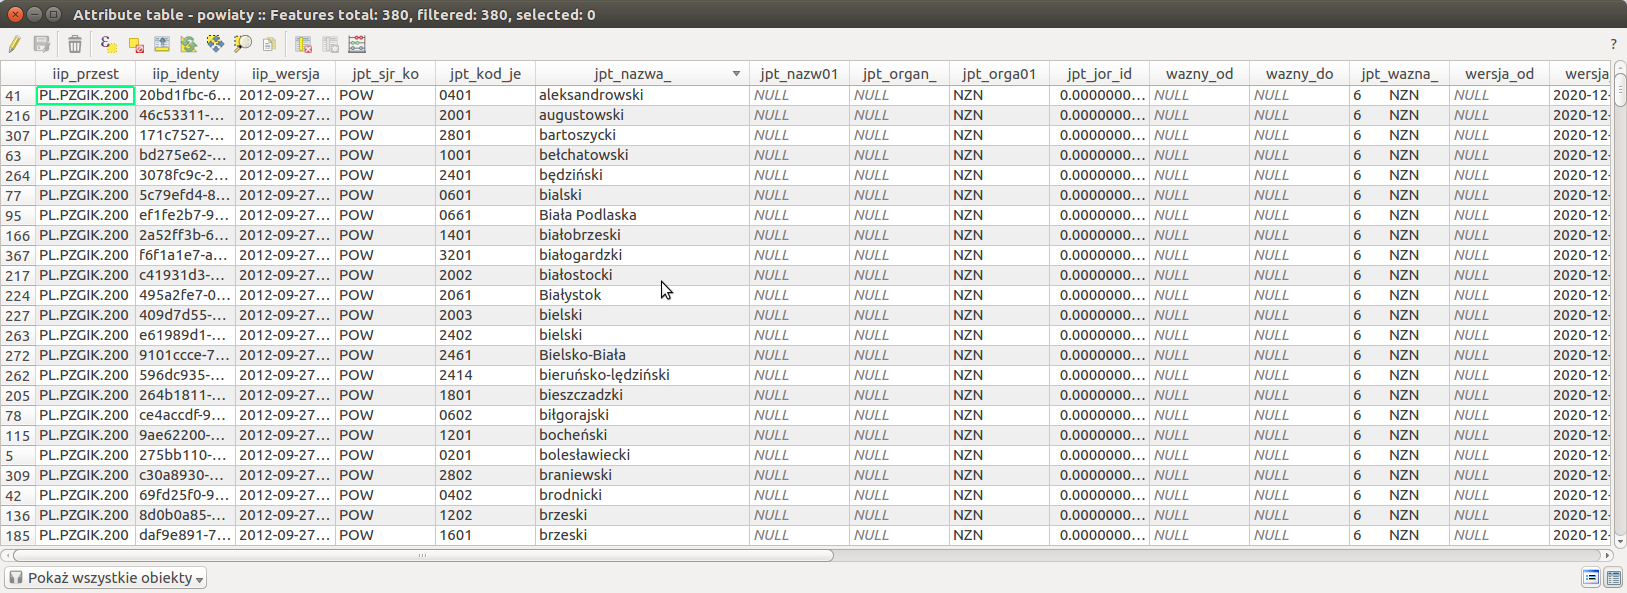 Attribute table - powiaty :: Features total: 380, filtered: 380, selected: 0
?
iip_przest iip_identy iip_wersja jpt_sjr_ko jpt_kod_je jpt_nazwa_ jpt_nazw01 jpt_organ_ jpt_orga01 jpt_jor_id wazny_od wazny_do jpt_wazna_ wersja_od wersja
41 PL.PZGIK.200 20bd1fbc-6... 2012-09-27... POW 0401 aleksandrowski NULL NULL NZN 0.0000000... NULL NULL 6 NZN NULL 2020-12-
216 PL.PZGIK.200 46c53311-... 2012-09-27... POW 2001 augustowski NULL NULL NZN 0.0000000... NULL NULL 6 NZN NULL 2020-12-
307 PL.PZGIK.200 171c7527-... 2012-09-27... POW 2801 bartoszycki NULL NULL NZN 0.0000000... NULL NULL 6 NZN NULL 2020-12-
63 PL.PZGIK.200 bd275e62-... 2012-09-27... POW 1001 bełchatowski NULL NULL NZN 0.0000000... NULL NULL 6 NZN NULL 2020-12-
264 PL.PZGIK.200 3078fc9c-2... 2012-09-27... POW 2401 będziński NULL NULL NZN 0.0000000... NULL NULL 6 NZN NULL 2020-12-
77 PL.PZGIK.200 5c79efd4-8... 2012-09-27... POW 0601 bialski NULL NULL NZN 0.0000000... NULL NULL 6 NZN NULL 2020-12-
95 PL.PZGIK.200 ef1fe2b7-9... 2012-09-27... POW 0661 Biała Podlaska NULL NULL NZN 0.0000000... NULL NULL 6 NZN NULL 2020-12-
166 PL.PZGIK.200 2a52ff3b-6... 2012-09-27... POW 1401 białobrzeski NULL NULL NZN 0.0000000... NULL NULL 6 NZN NULL 2020-12-
367 PL.PZGIK.200 f6f1a1e7-a... 2012-09-27... POW 3201 białogardzki NULL NULL NZN 0.0000000... NULL NULL 6 NZN NULL 2020-12-
217 PL.PZGIK.200 c41931d3-... 2012-09-27... POW 2002 białostocki NULL NULL NZN 0.0000000... NULL NULL 6 NZN NULL 2020-12-
224 PL.PZGIK.200 495a2fe7-0... 2012-09-27... POW 2061 Białystok NULL NULL NZN 0.0000000... NULL NULL 6 NZN NULL 2020-12-
227 PL.PZGIK.200 409d7d55-... 2012-09-27... POW 2003 bielski NULL NULL NZN 0.0000000... NULL NULL 6 NZN NULL 2020-12-
263 PL.PZGIK.200 e61989d1-... 2012-09-27... POW 2402 bielski NULL NULL NZN 0.0000000... NULL NULL 6 NZN NULL 2020-12-
272 PL.PZGIK.200 9101ccce-7... 2012-09-27... POW 2461 Bielsko-Biała NULL NULL NZN 0.0000000... NULL NULL 6 NZN NULL 2020-12-
262 PL.PZGIK.200 596dc935-... 2012-09-27... POW 2414 bieruńsko-lędziński NULL NULL NZN 0.0000000... NULL NULL 6 NZN NULL 2020-12-
205 PL.PZGIK.200 264b1811-... 2012-09-27... POW 1801 bieszczadzki NULL NULL NZN 0.0000000... NULL NULL 6 NZN NULL 2020-12-
78 PL.PZGIK.200 ce4accdf-9... 2012-09-27... POW 0602 biłgorajski NULL NULL NZN 0.0000000... NULL NULL 6 NZN NULL 2020-12-
115 PL.PZGIK.200 9ae62200-... 2012-09-27... POW 1201 bocheński NULL NULL NZN 0.0000000... NULL NULL 6 NZN NULL 2020-12-
5 PL.PZGIK.200 275bb110-... 2012-09-27... POW 0201 bolesławiecki NULL NULL NZN 0.0000000... NULL NULL 6 NZN NULL 2020-12-
309 PL.PZGIK.200 c30a8930-... 2012-09-27... POW 2802 braniewski NULL NULL NZN 0.0000000... NULL NULL 6 NZN NULL 2020-12-
42 PL.PZGIK.200 69fd25f0-9... 2012-09-27... POW 0402 brodnicki NULL NULL NZN 0.0000000... NULL NULL 6 NZN NULL 2020-12-
136 PL.PZGIK.200 8d0b0a85-... 2012-09-27... POW 1202 brzeski NULL NULL NZN 0.0000000... NULL NULL 6 NZN NULL 2020-12-
185 PL.PZGIK.200 daf9e891-7... 2012-09-27... POW 1601 brzeski NULL NULL NZN 0.0000000... NULL NULL 6 NZN NULL 2020-12-
Pokaż wszystkie obiekty